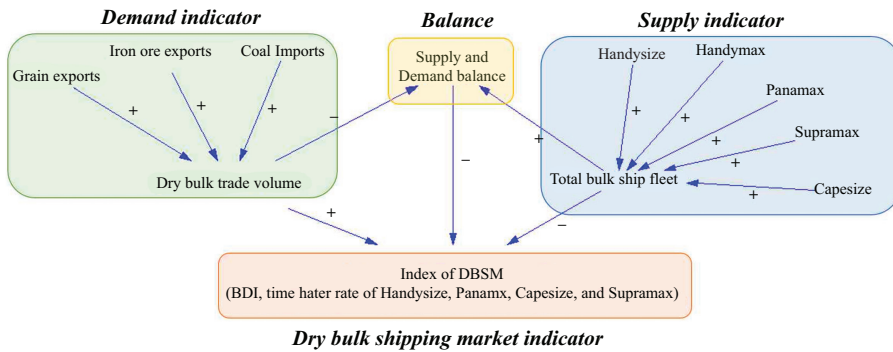 Demand indicator
Balance
Supply indicator
Iron ore exports
Coal Imports
Grain exports
Supply and
Demand balance
Handysize
Handymax
Panamax
Supramax
Capesize
+
+
+
−
+
+
+
+
+
+
Dry bulk trade volume
Total bulk ship fleet
+
−
−
Index of DBSM
(BDI, time hater rate of Handysize, Panamx, Capesize, and Supramax)
Dry bulk shipping market indicator